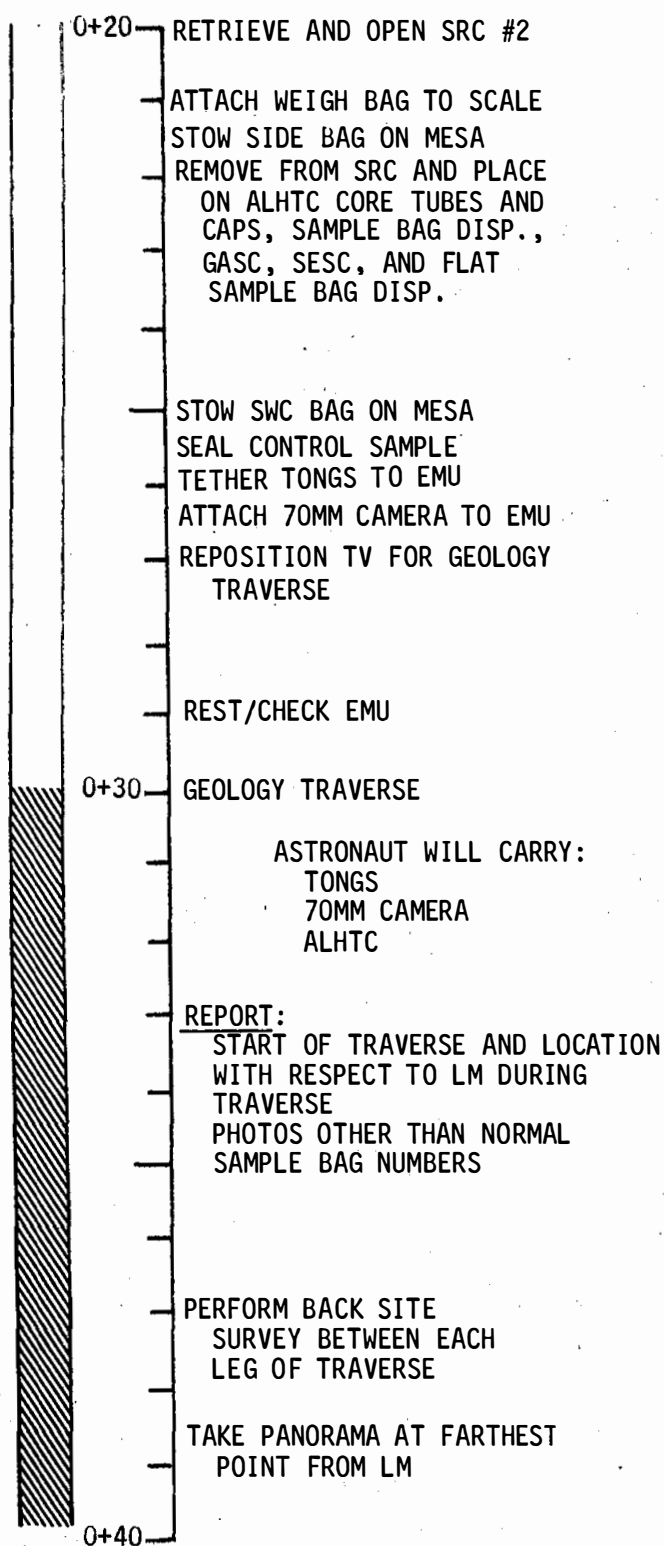 0+20 RETRIEVE AND OPEN SRC #2
ATTACH WEIGH BAG TO SCALE
STOW SIDE BAG ON MESA
REMOVE FROM SRC AND PLACE
ON ALHTC CORE TUBES AND
CAPS, SAMPLE BAG DISP.,
GASC, SESC, AND FLAT
SAMPLE BAG DISP.
STOW SWC BAG ON MESA
SEAL CONTROL SAMPLE
TETHER TONGS TO EMU
ATTACH 70MM CAMERA TO EMU
REPOSITION TV FOR GEOLOGY
TRAVERSE
REST/CHECK EMU
0+30 GEOLOGY TRAVERSE
ASTRONAUT WILL CARRY:
TONGS
70MM CAMERA
ALHTC
REPORT:
START OF TRAVERSE AND LOCATION
WITH RESPECT TO LM DURING
TRAVERSE
PHOTOS OTHER THAN NORMAL
SAMPLE BAG NUMBERS
PERFORM BACK SITE
SURVEY BETWEEN EACH
LEG OF TRAVERSE
TAKE PANORAMA AT FARTHEST
POINT FROM LM
0+40